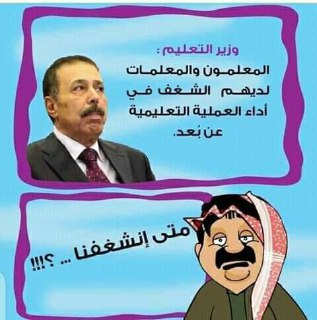 وزير التعليم :
المعلمون والمعلمات
لديهم الشغف في
أداء العملية التعليمية
عن بُعد.
متى إنشغفنا ... ؟!!!